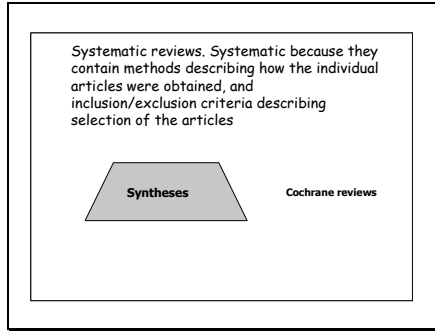 Systematic reviews. Systematic because they
contain methods describing how the individual
articles were obtained, and
inclusion/exclusion criteria describing
selection of the articles
Syntheses
Cochrane reviews